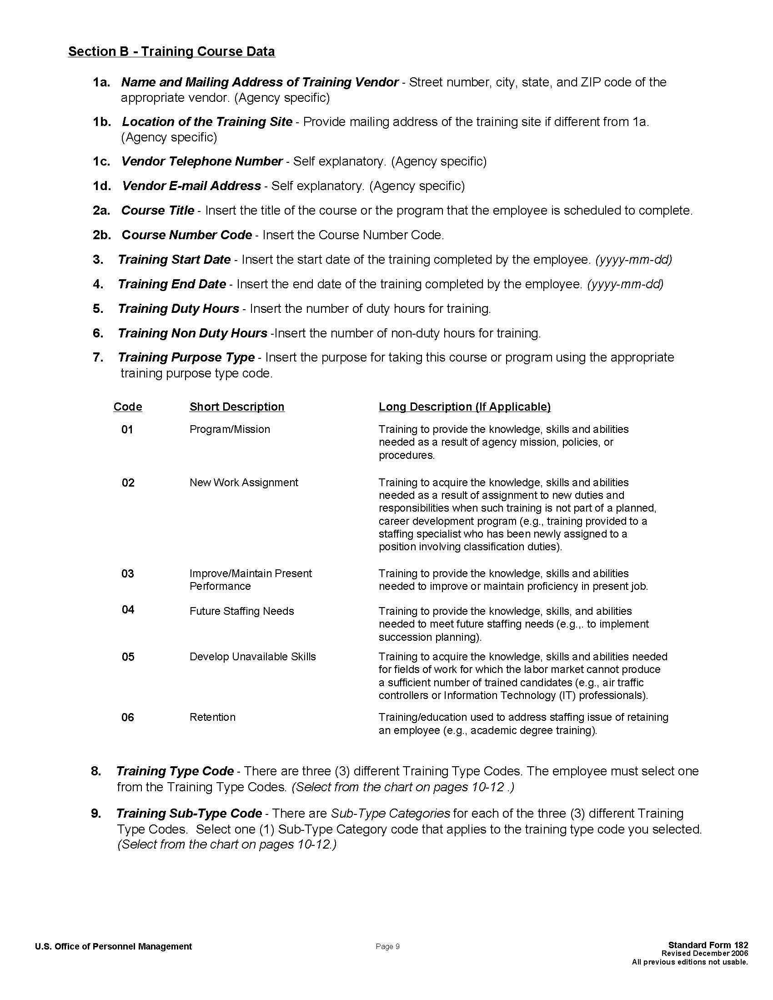 Section B - Training Course Data
1a. Name and Mailing Address of Training Vendor - Street number, city, state, and ZIP code of the
appropriate vendor. (Agency specific)
1b. Location of the Training Site - Provide mailing address of the training site if different from 1a.
(Agency specific)
1c. Vendor Telephone Number - Self explanatory. (Agency specific)
1d. Vendor E-mail Address - Self explanatory. (Agency specific)
2a. Course Title - Insert the title of the course or the program that the employee is scheduled to complete.
2b. Course Number Code - Insert the Course Number Code.
3. Training Start Date - Insert the start date of the training completed by the employee. (yyyy-mm-dd)
4. Training End Date - Insert the end date of the training completed by the employee. (yyyy-mm-dd)
5. Training Duty Hours - Insert the number of duty hours for training.
6. Training Non Duty Hours -Insert the number of non-duty hours for training.
7. Training Purpose Type - Insert the purpose for taking this course or program using the appropriate
training purpose type code.
Code Short Description Long Description (If Applicable)
01 Program/Mission Training to provide the knowledge, skills and abilities
needed as a result of agency mission, policies, or
procedures.
02 New Work Assignment Training to acquire the knowledge, skills and abilities
needed as a result of assignment to new duties and
responsibilities when such training is not part of a planned,
career development program (e.g., training provided to a
staffing specialist who has been newly assigned to a
position involving classification duties).
03 Improve/Maintain Present Training to provide the knowledge, skills and abilities
Performance needed to improve or maintain proficiency in present job.
04 Future Staffing Needs Training to provide the knowledge, skills, and abilities
needed to meet future staffing needs (e.g.,. to implement
succession planning).
05 Develop Unavailable Skills Training to acquire the knowledge, skills and abilities needed
for fields of work for which the labor market cannot produce
a sufficient number of trained candidates (e.g., air traffic
controllers or Information Technology (IT) professionals).
06 Retention Training/education used to address staffing issue of retaining
an employee (e.g., academic degree training).
8. Training Type Code - There are three (3) different Training Type Codes. The employee must select one
from the Training Type Codes. (Select from the chart on pages 10-12 .)
9. Training Sub-Type Code - There are Sub-Type Categories for each of the three (3) different Training
Type Codes. Select one (1) Sub-Type Category code that applies to the training type code you selected.
(Select from the chart on pages 10-12.)
U.S. Office of Personnel Management Page 9 Standard Form 182
Revised December 2006
All previous editions not usable.